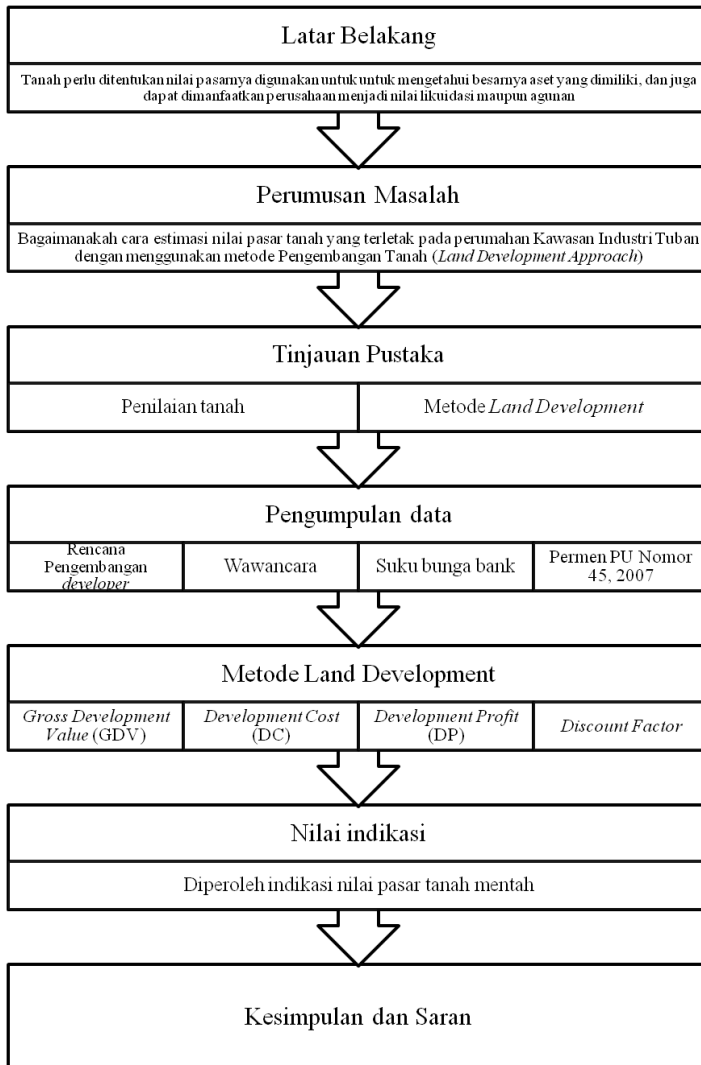 Latar Belakang
Tanah perlu ditentukan nilai pasarnya digunakan untuk untuk mengetahui besarnya aset yang dimiliki, dan juga
dapat dimanfaatkan perusahaan menjadi nilai likuidasi maupun agunan
Perumusan Masalah
Bagaimanakah cara estimasi nilai pasar tanah yang terletak pada perumahan Kawasan Industri Tuban
dengan menggunakan metode Pengembangan Tanah (Land Development Approach)
Tinjauan Pustaka
Penilaian tanah
Metode Land Development
Pengumpulan data
Rencana
Pengembangan
developer
Wawancara
Suku bunga bank
Permen PU Nomor
45, 2007
Metode Land Development
Gross Development
Value (GDV)
Development Cost
(DC)
Development Profit
(DP)
Discount Factor
Nilai indikasi
Diperoleh indikasi nilai pasar tanah mentah
Kesimpulan dan Saran